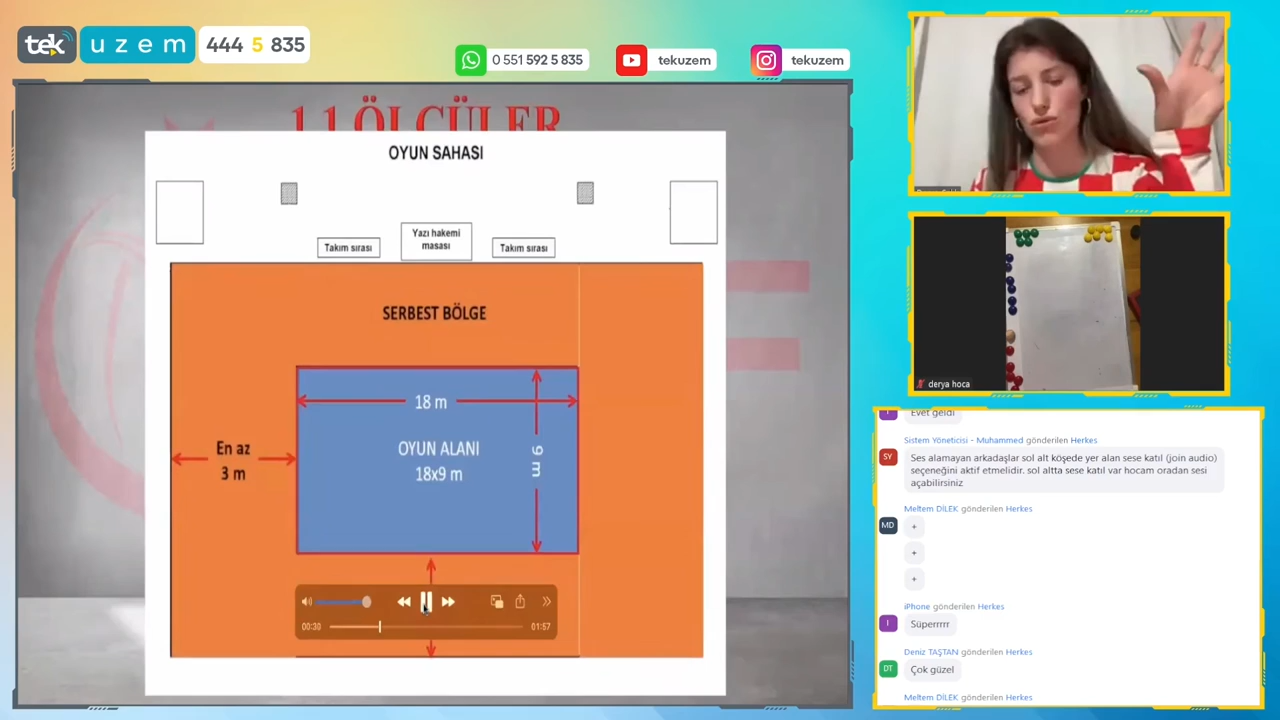 tek
uzem
444 5 835
0 551 592 5 835
tekuzem
tekuzem
1.1 ÖLÇÜLER
OYUN SAHASI
Takım sırası
Yazı hakemi
masası
Takım sırası
SERBEST BÖLGE
18 m
En az
3 m
OYUN ALANI
18x9 m
9 m
00:30
01:57
derya hoca
Evet geldi
Sistem Yöneticisi - Muhammed gönderilen Herkes
SY
Ses alamayan arkadaşlar sol alt köşede yer alan sese katıl (join audio)
seçeneğini aktif etmelidir. sol altta sese katıl var hocam oradan sesi
açabilirsiniz
Meltem DİLEK gönderilen Herkes
MD
+
+
+
iPhone gönderilen Herkes
I
Süperrrrr
Deniz TAŞTAN gönderilen Herkes
DT
Çok güzel
Meltem DİLEK gönderilen Herkes